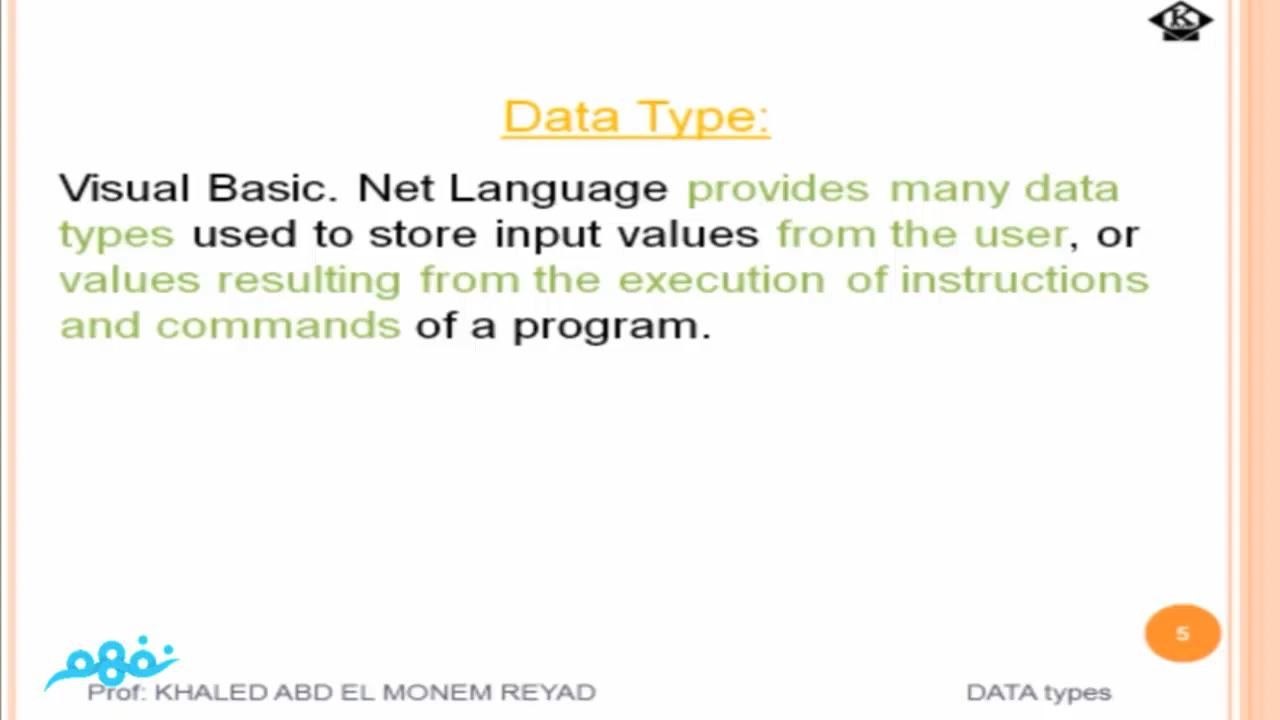 K
Data Type:
Visual Basic. Net Language provides many data
types used to store input values from the user, or
values resulting from the execution of instructions
and commands of a program.
5
نفهم
Prof: KHALED ABD EL MONEM REYAD
DATA types